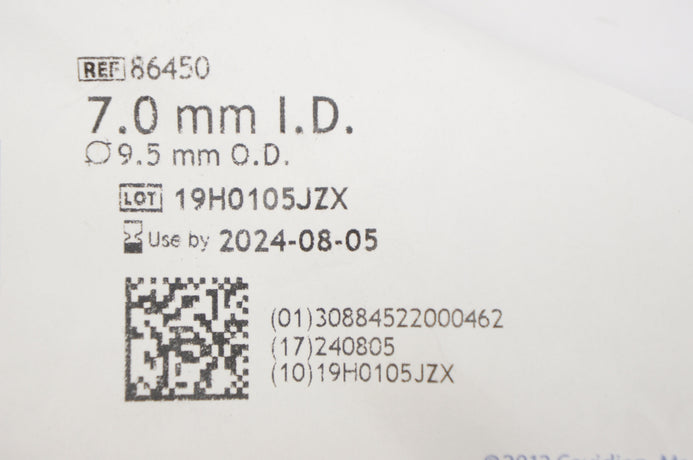 REF 86450
7.0 mm I.D.
Ø 9.5 mm O.D.
LOT 19H0105JZX
Use by 2024-08-05
(01)30884522000462
(17)240805
(10)19H0105JZX